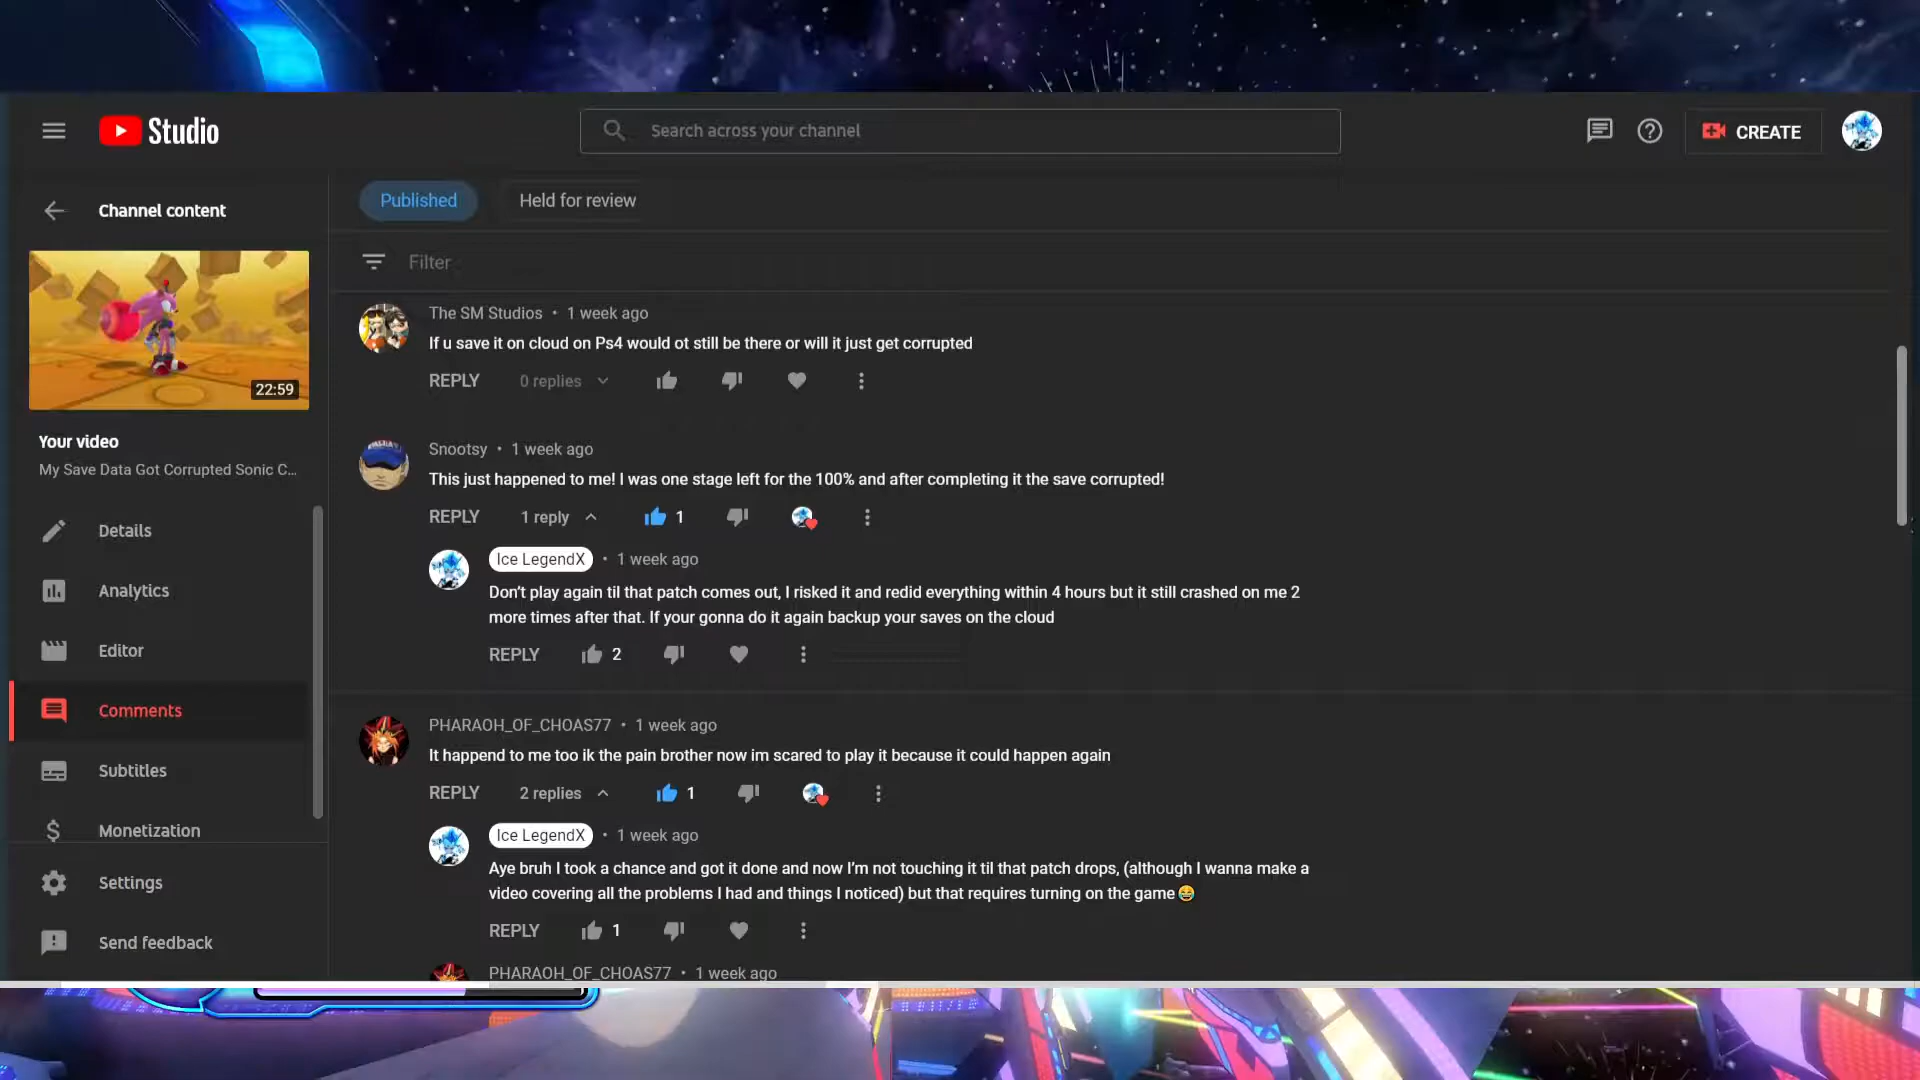 Studio
Search across your channel
CREATE
Channel content
22:59
Your video
My Save Data Got Corrupted Sonic C...
Details
Analytics
Editor
Comments
Subtitles
Monetization
Settings
Send feedback
Published
Held for review
Filter
The SM Studios • 1 week ago
If u save it on cloud on Ps4 would ot still be there or will it just get corrupted
REPLY 0 replies
Snootsy • 1 week ago
This just happened to me! I was one stage left for the 100% and after completing it the save corrupted!
REPLY 1 reply 1
Ice LegendX • 1 week ago
Don't play again til that patch comes out, I risked it and redid everything within 4 hours but it still crashed on me 2
more times after that. If your gonna do it again backup your saves on the cloud
REPLY 2
PHARAOH_OF_CHOAS77 • 1 week ago
It happend to me too ik the pain brother now im scared to play it because it could happen again
REPLY 2 replies 1
Ice LegendX • 1 week ago
Aye bruh I took a chance and got it done and now I'm not touching it til that patch drops, (although I wanna make a
video covering all the problems I had and things I noticed) but that requires turning on the game😂
REPLY 1
PHARAOH_OF_CHOAS77 • 1 week ago